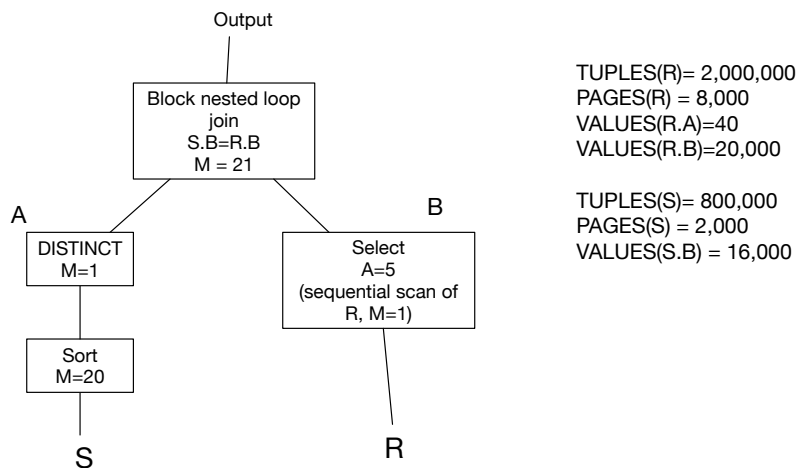 Output
Block nested loop
join
S.B=R.B
M = 21
A
DISTINCT
M=1
Sort
M=20
S
B
Select
A=5
(sequential scan of
R, M=1)
R
TUPLES(R)= 2,000,000
PAGES(R) = 8,000
VALUES(R.A)=40
VALUES(R.B)=20,000
TUPLES(S)= 800,000
PAGES(S) = 2,000
VALUES(S.B) = 16,000